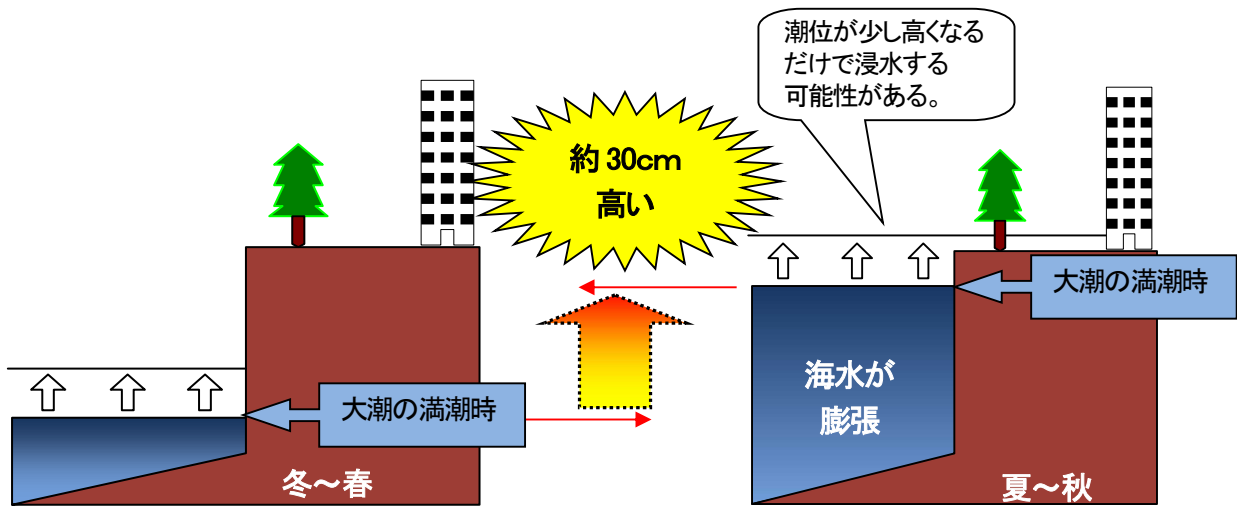 潮位が少し高くなる
だけで浸水する
可能性がある。
約 30cm
高い
大潮の満潮時
海水が
膨張
大潮の満潮時
冬～春
夏～秋